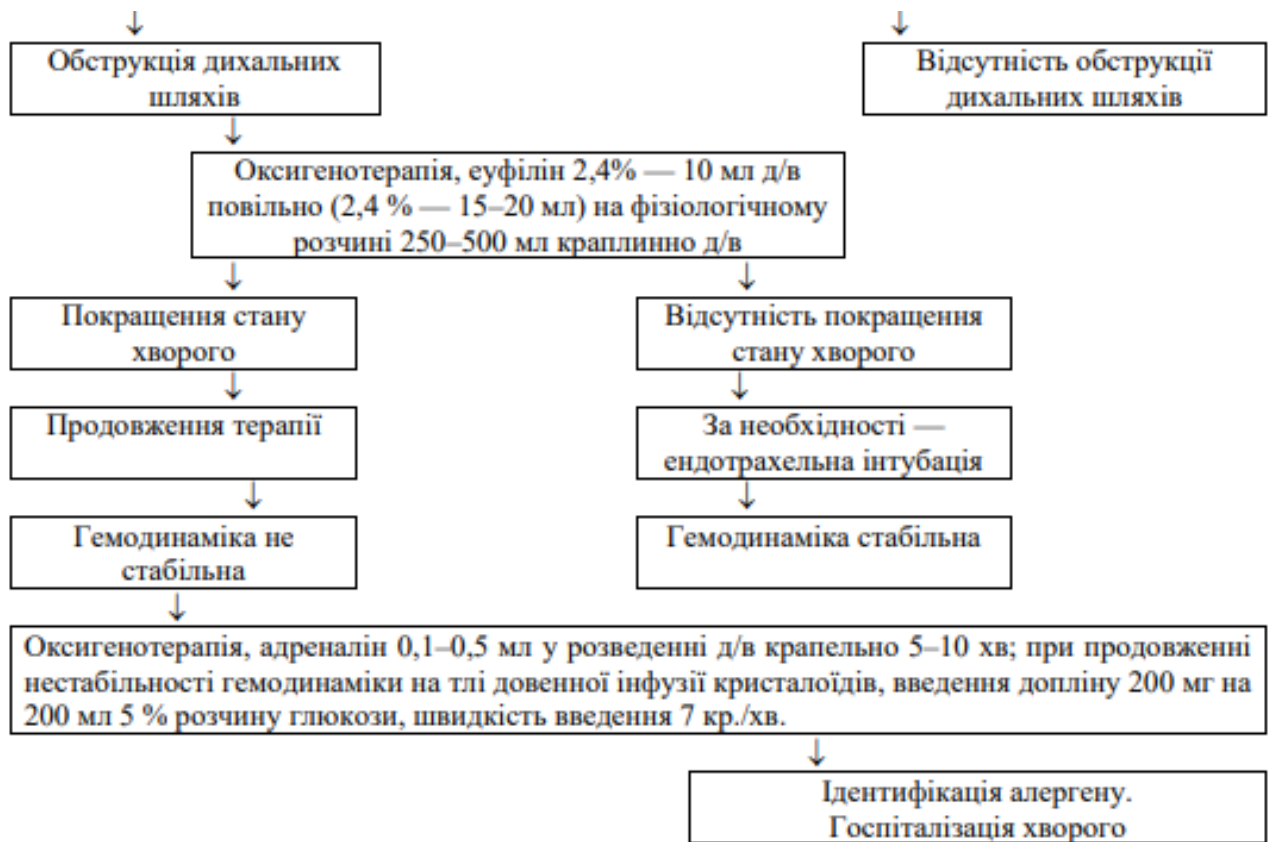 Обструкція дихальних
шляхів
Відсутність обструкції
дихальних шляхів
Оксигенотерапія, еуфілін 2,4% — 10 мл д/в
повільно (2,4 % — 15–20 мл) на фізіологічному
розчині 250–500 мл краплинно д/в
Покращення стану
хворого
Відсутність покращення
стану хворого
Продовження терапії
За необхідності —
ендотрахельна інтубація
Гемодинаміка не
стабільна
Гемодинаміка стабільна
Оксигенотерапія, адреналін 0,1–0,5 мл у розведенні д/в крапельно 5–10 хв; при продовженні
нестабільності гемодинаміки на тлі довенної інфузії кристалоїдів, введення допліну 200 мг на
200 мл 5 % розчину глюкози, швидкість введення 7 кр./хв.
Ідентифікація алергену.
Госпіталізація хворого